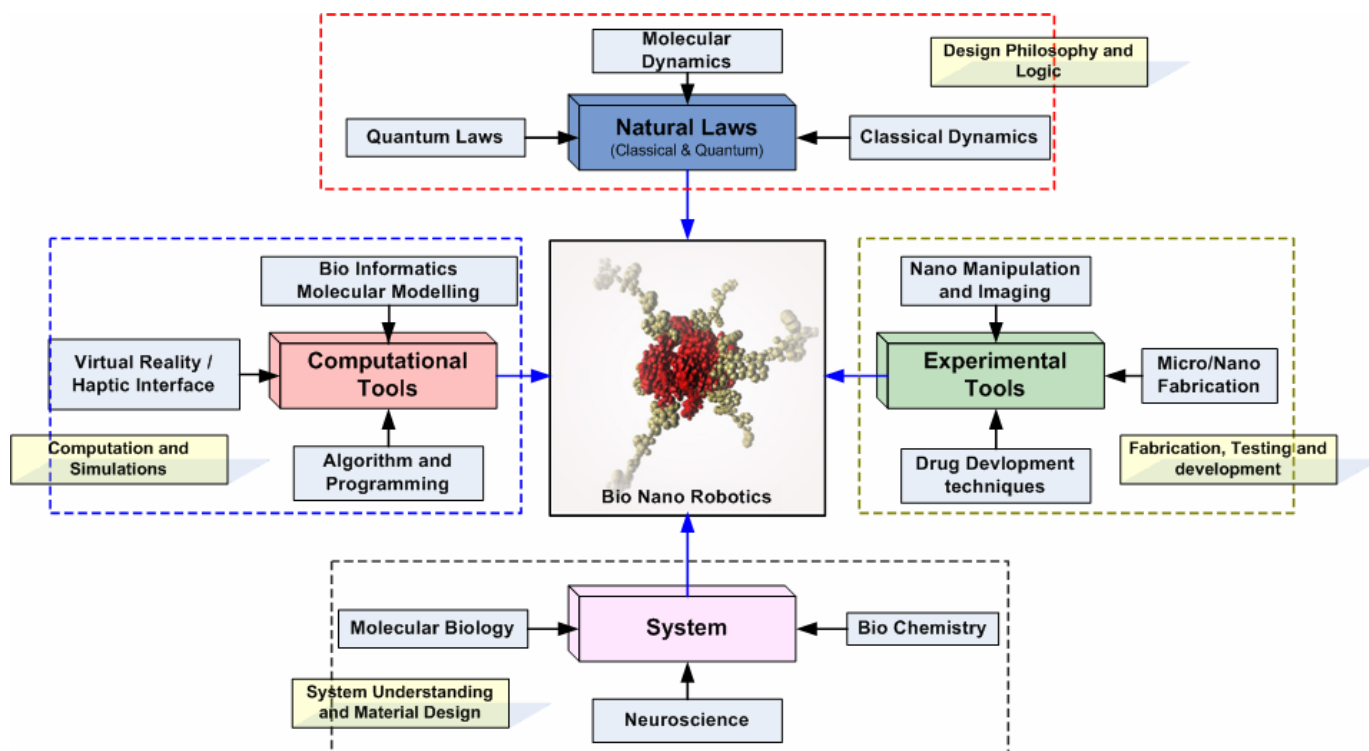 Molecular
Dynamics
Design Philosophy and
Logic
Quantum Laws
Natural Laws
(Classical & Quantum)
Classical Dynamics
Bio Informatics
Molecular Modelling
Virtual Reality /
Haptic Interface
Computational
Tools
Computation and
Simulations
Algorithm and
Programming
Bio Nano Robotics
Nano Manipulation
and Imaging
Experimental
Tools
Micro/Nano
Fabrication
Drug Devlopment
techniques
Fabrication, Testing and
development
Molecular Biology
System
Bio Chemistry
System Understanding
and Material Design
Neuroscience